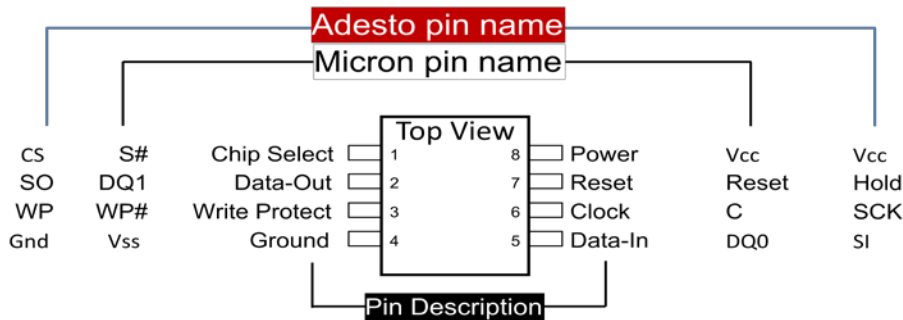 Adesto pin name
Micron pin name
Top View
CS S# Chip Select 1 8 Power Vcc Vcc
SO DQ1 Data-Out 2 7 Reset Reset Hold
WP WP# Write Protect 3 6 Clock C SCK
Gnd Vss Ground 4 5 Data-In DQ0 SI
Pin Description